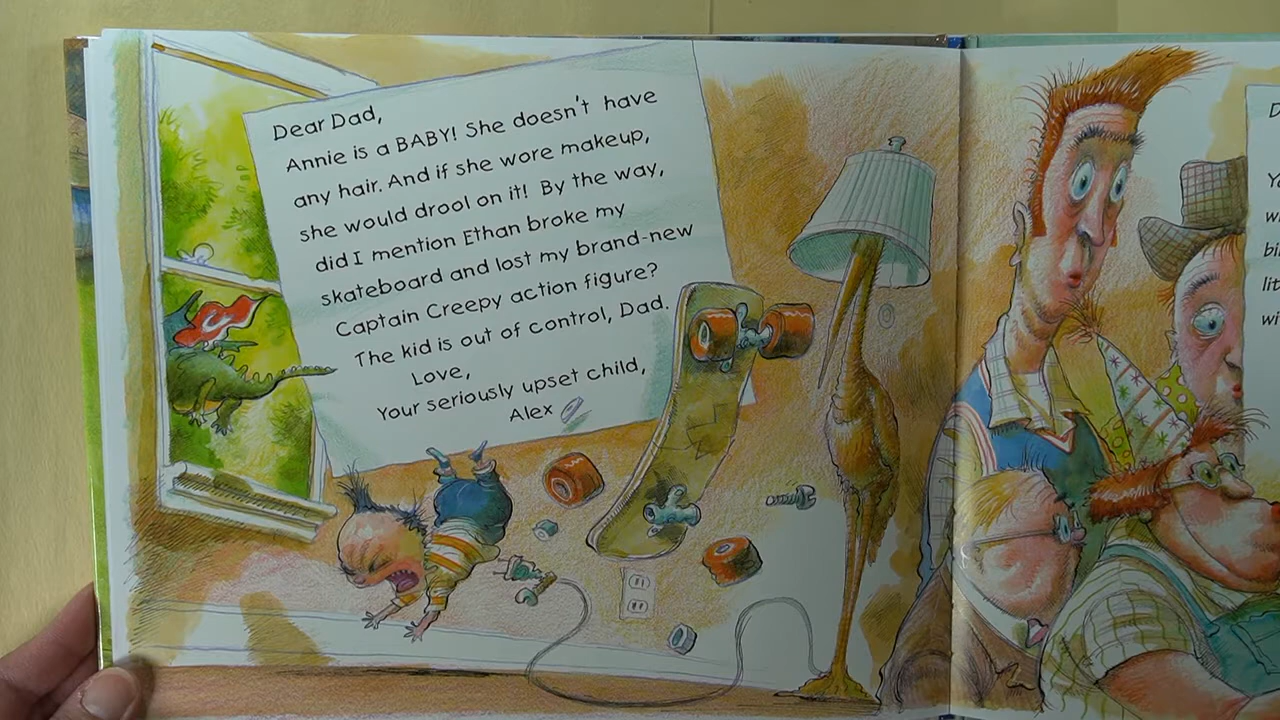 Dear Dad,
Annie is a BABY! She doesn't have
any hair. And if she wore makeup,
she would drool on it! By the way,
did I mention Ethan broke my
skateboard and lost my brand-new
Captain Creepy action figure?
The kid is out of control, Dad.
Love,
Your seriously upset child,
Alex